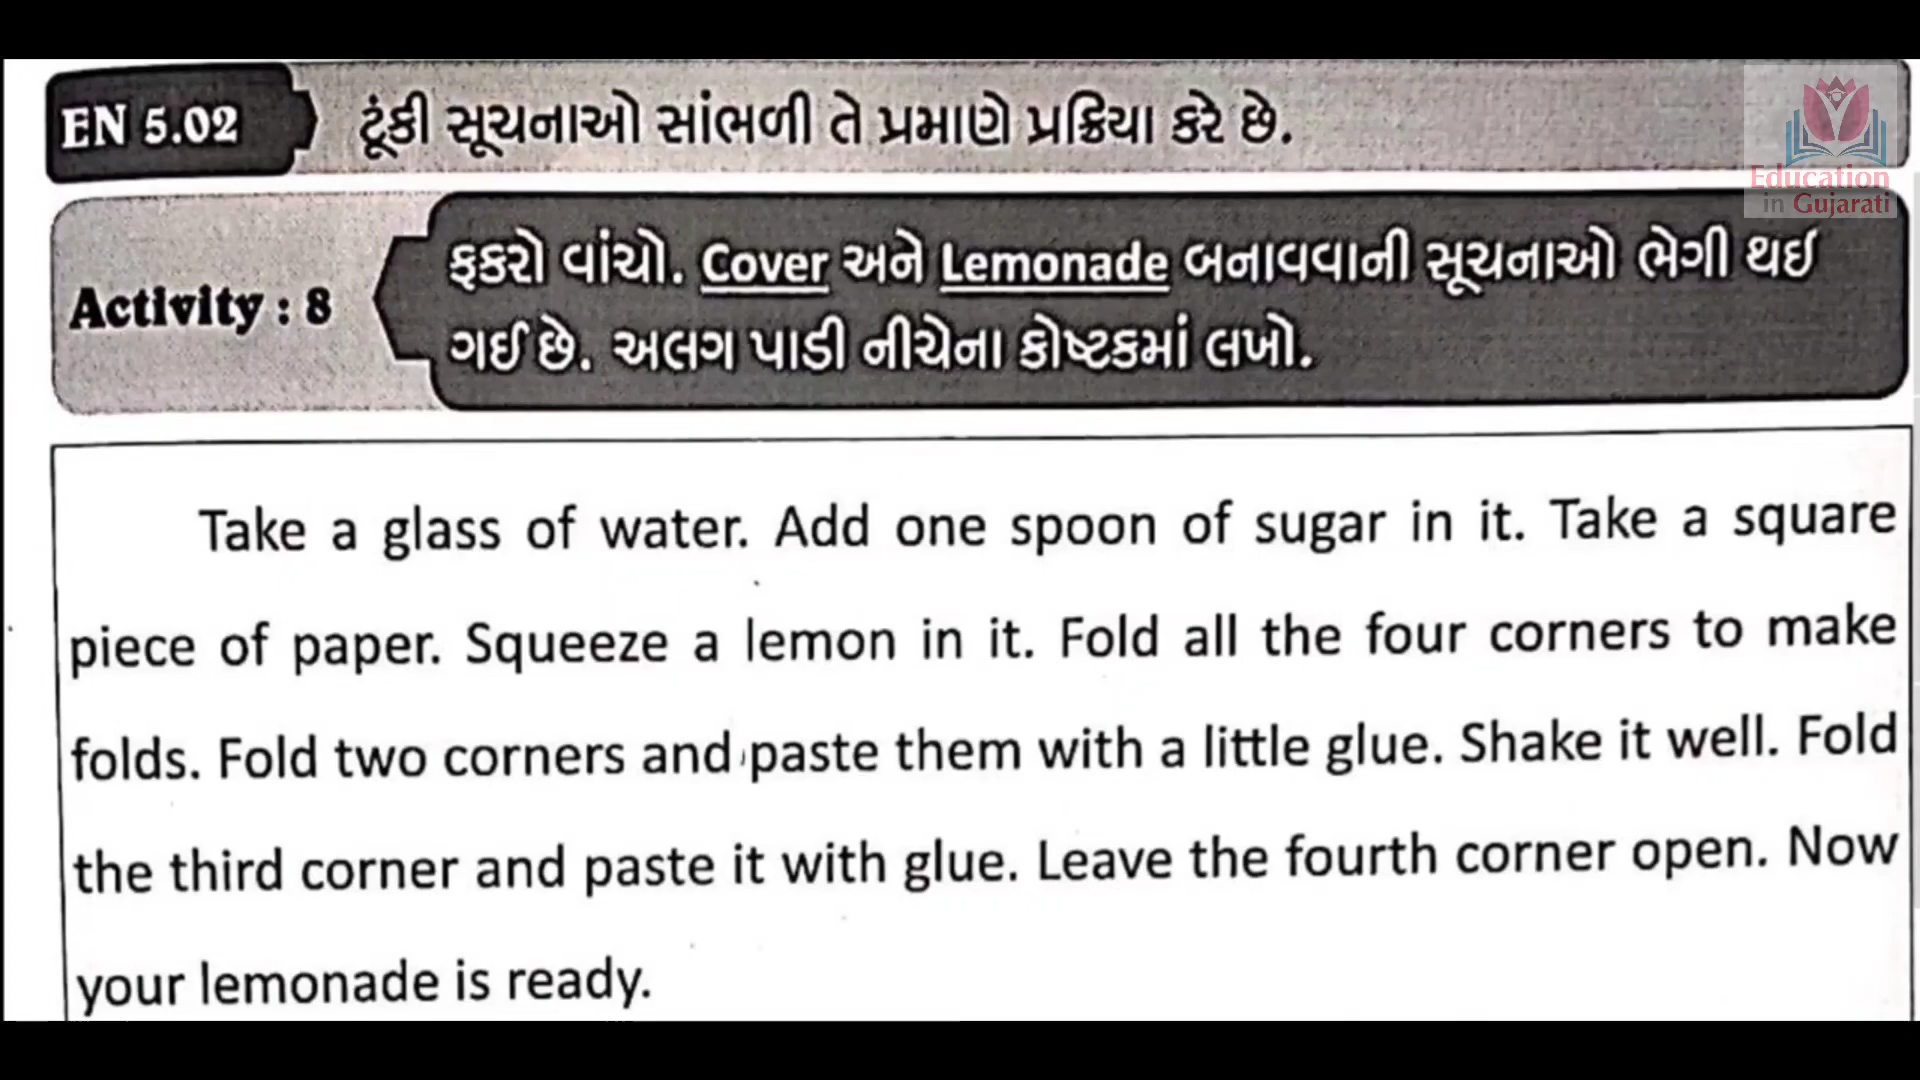 EN 5.02 ટૂંકી સૂચનાઓ સાંભળી તે પ્રમાણે પ્રક્રિયા કરે છે.
Education
in Gujarati
Activity : 8
ફકરો વાંચો. Cover અને Lemonade બનાવવાની સૂચનાઓ ભેગી થઈ
ગઈ છે. અલગ પાડી નીચેના કોષ્ટકમાં લખો.
Take a glass of water. Add one spoon of sugar in it. Take a square
piece of paper. Squeeze a lemon in it. Fold all the four corners to make
folds. Fold two corners and paste them with a little glue. Shake it well. Fold
the third corner and paste it with glue. Leave the fourth corner open. Now
your lemonade is ready.